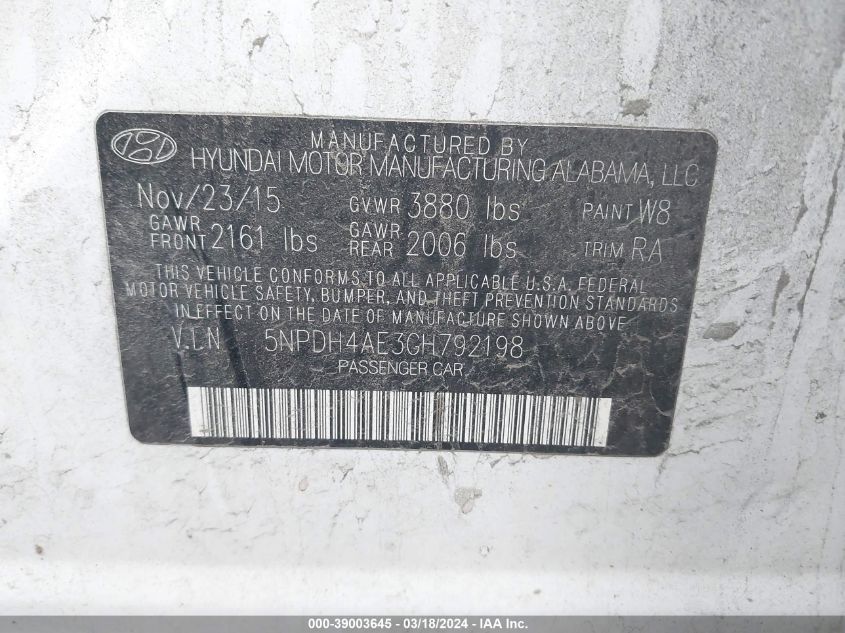 MANUFACTURED BY
HYUNDAI MOTOR MANUFACTURING ALABAMA, LLC
Nov/23/15 GVWR 3880 lbs PAINT W8
GAWR FRONT 2161 lbs GAWR REAR 2006 lbs TRIM RA
THIS VEHICLE CONFORMS TO ALL APPLICABLE U.S.A. FEDERAL
MOTOR VEHICLE SAFETY, BUMPER, AND THEFT PREVENTION STANDARDS
IN EFFECT ON THE DATE OF MANUFACTURE SHOWN ABOVE
V.I.N 5NPDH4AE3GH792198
PASSENGER CAR
000-39003645 - 03/18/2024 - IAA Inc.